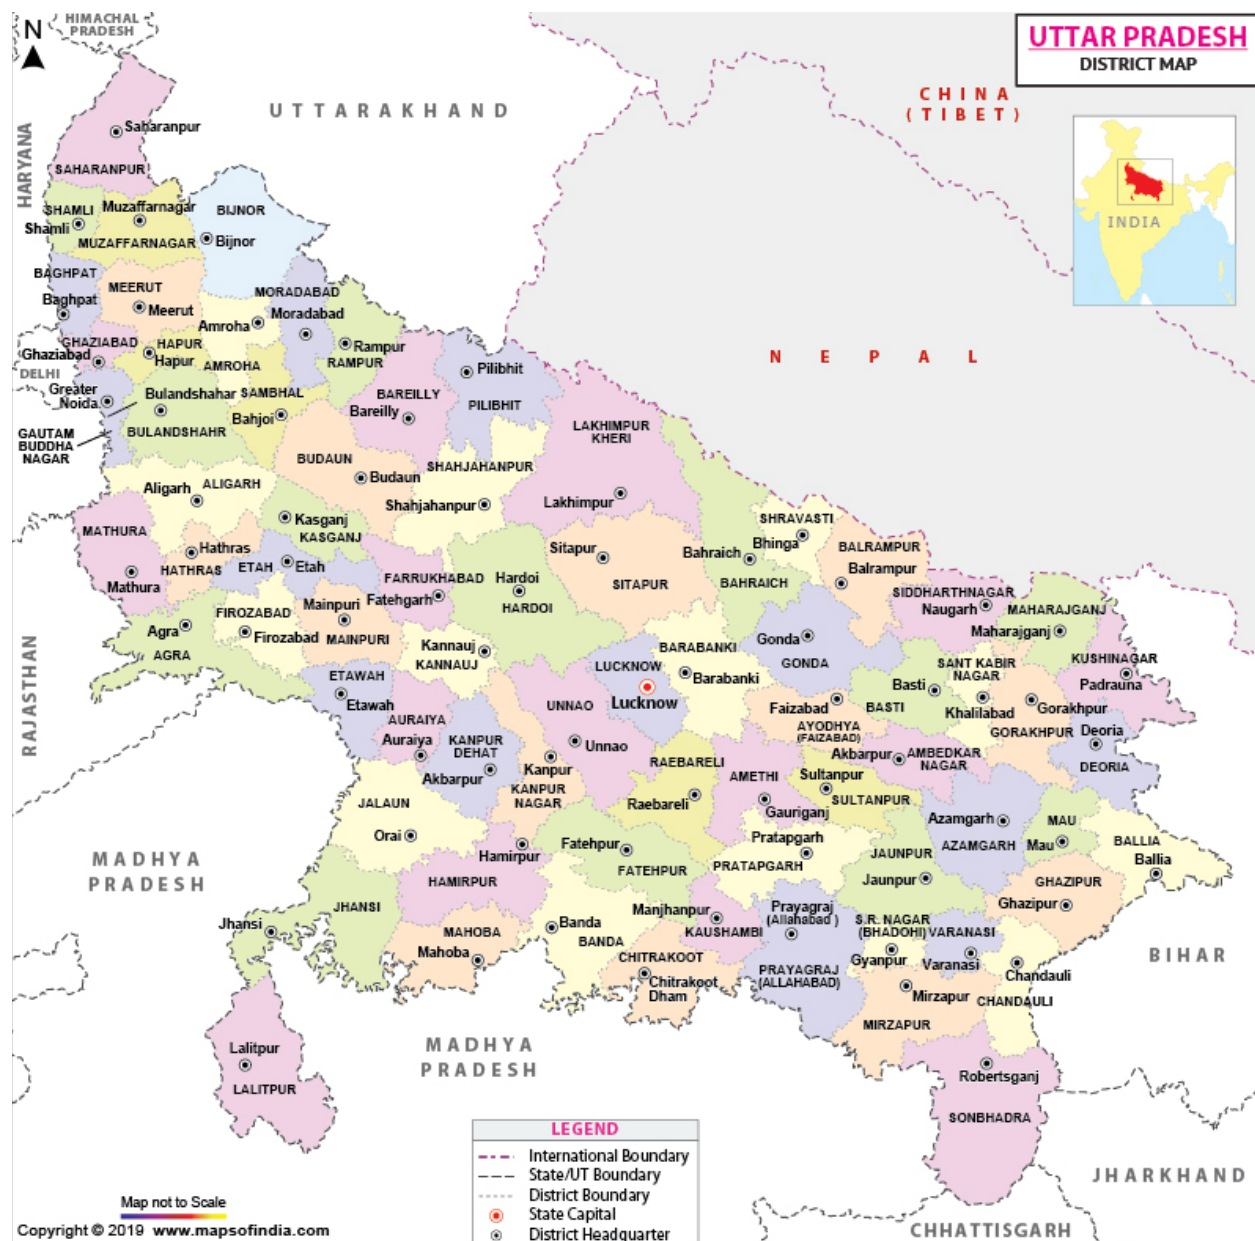 N
HIMACHAL
PRADESH
UTTAR PRADESH
DISTRICT MAP
UTTARAKHAND
CHINA
(TIBET)
HARYANA
INDIA
Saharanpur
SAHARANPUR
SHAMLI
Shamli
Muzaffarnagar
MUZAFFARNAGAR
BIJNOR
Bijnor
BAGHPAT
Baghpat
MEERUT
Meerut
MORADABAD
Moradabad
Amroha
AMROHA
GHAZIABAD
Ghaziabad
HAPUR
Hapur
Rampur
RAMPUR
DELHI
Greater
Noida
GAUTAM
BUDDHA
NAGAR
Bulandshahar
BULANDSHAHR
SAMBHAL
Bahjoi
BAREILLY
Bareilly
Pilibhit
PILIBHIT
NEPAL
LAKHIMPUR
KHERI
Lakhimpur
BUDAUN
Budaun
SHAHJAHANPUR
Shahjahanpur
Aligarh
ALIGARH
MATHURA
Mathura
Hathras
HATHRAS
Kasganj
KASGANJ
ETAH
Etah
FARRUKHABAD
Fatehgarh
Hardoi
HARDOI
Sitapur
SITAPUR
Bahraich
BAHRAICH
SHRAVASTI
Bhinga
BALRAMPUR
Balrampur
SIDDHARTHNAGAR
Naugarh
MAHARAJGANJ
Maharajganj
KUSHINAGAR
Padrauna
RAJASTHAN
Agra
AGRA
FIROZABAD
Firozabad
Mainpuri
MAINPURI
Kannauj
KANNAUJ
LUCKNOW
Lucknow
BARABANKI
Barabanki
Gonda
GONDA
Basti
BASTI
SANT KABIR
NAGAR
Khalilabad
Gorakhpur
GORAKHPUR
Deoria
DEORIA
ETAWAH
Etawah
AURAIYA
Auraiya
KANPUR
DEHAT
Akbarpur
Kanpur
KANPUR
NAGAR
UNNAO
Unnao
RAEBARELI
Raebareli
Faizabad
AYODHYA
(FAIZABAD)
Akbarpur
AMBEDKAR
NAGAR
AMETHI
Gauriganj
Sultanpur
SULTANPUR
JALAUN
Orai
Hamirpur
HAMIRPUR
Fatehpur
FATEHPUR
Pratapgarh
PRATAPGARH
JAUNPUR
Jaunpur
Azamgarh
AZAMGARH
MAU
Mau
BALLIA
Ballia
GHAZIPUR
Ghazipur
MADHYA
PRADESH
JHANSI
Jhansi
MAHOBA
Mahoba
Banda
BANDA
Manjhanpur
KAUSHAMBI
CHITRAKOOT
Chitrakoot
Dham
Prayagraj
(Allahabad )
PRAYAGRAJ
(ALLAHABAD)
S.R. NAGAR
(BHADOHI)
Gyanpur
VARANASI
Varanasi
Chandauli
CHANDAULI
Mirzapur
MIRZAPUR
BIHAR
Lalitpur
LALITPUR
MADHYA
PRADESH
Robertsganj
SONBHADRA
JHARKHAND
CHHATTISGARH
LEGEND
International Boundary
State/UT Boundary
District Boundary
State Capital
District Headquarter
Map not to Scale
Copyright © 2019 www.mapsofindia.com